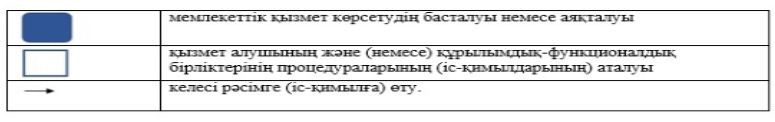 мемлекеттік қызмет көрсетудің басталуы немесе аяқталуы
қызмет алушының және (немесе) құрылымдық-функционалдық
бірліктерінің процедураларының (іс-қимылдарының) аталуы
келесі рәсімге (іс-қимылға) өту.